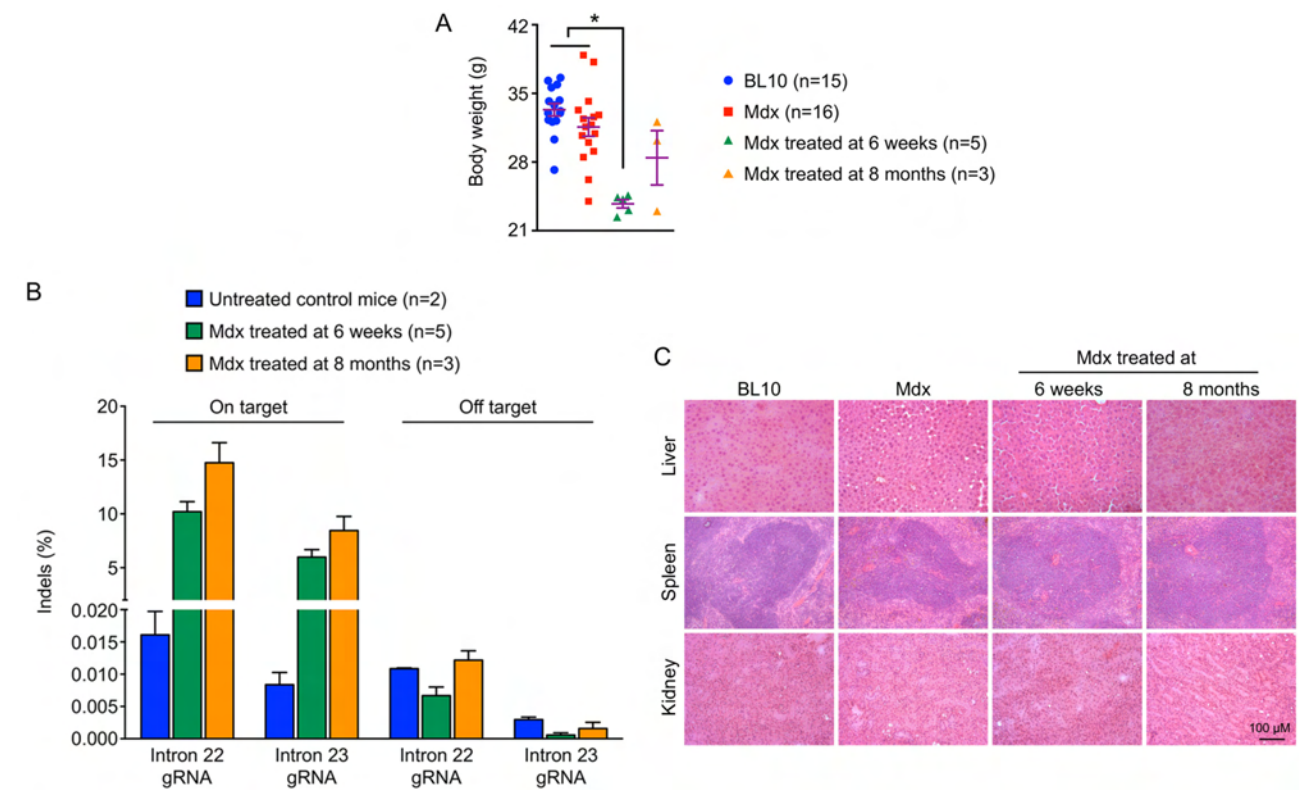 A
*
42
35
28
21
Body weight (g)
BL10 (n=15)
Mdx (n=16)
Mdx treated at 6 weeks (n=5)
Mdx treated at 8 months (n=3)
B
Untreated control mice (n=2)
Mdx treated at 6 weeks (n=5)
Mdx treated at 8 months (n=3)
On target
Off target
20
15
10
5
0.020
0.015
0.010
0.005
0.000
Indels (%)
Intron 22 gRNA
Intron 23 gRNA
Intron 22 gRNA
Intron 23 gRNA
C
Mdx treated at
BL10 Mdx 6 weeks 8 months
Liver
Spleen
Kidney
100 µM